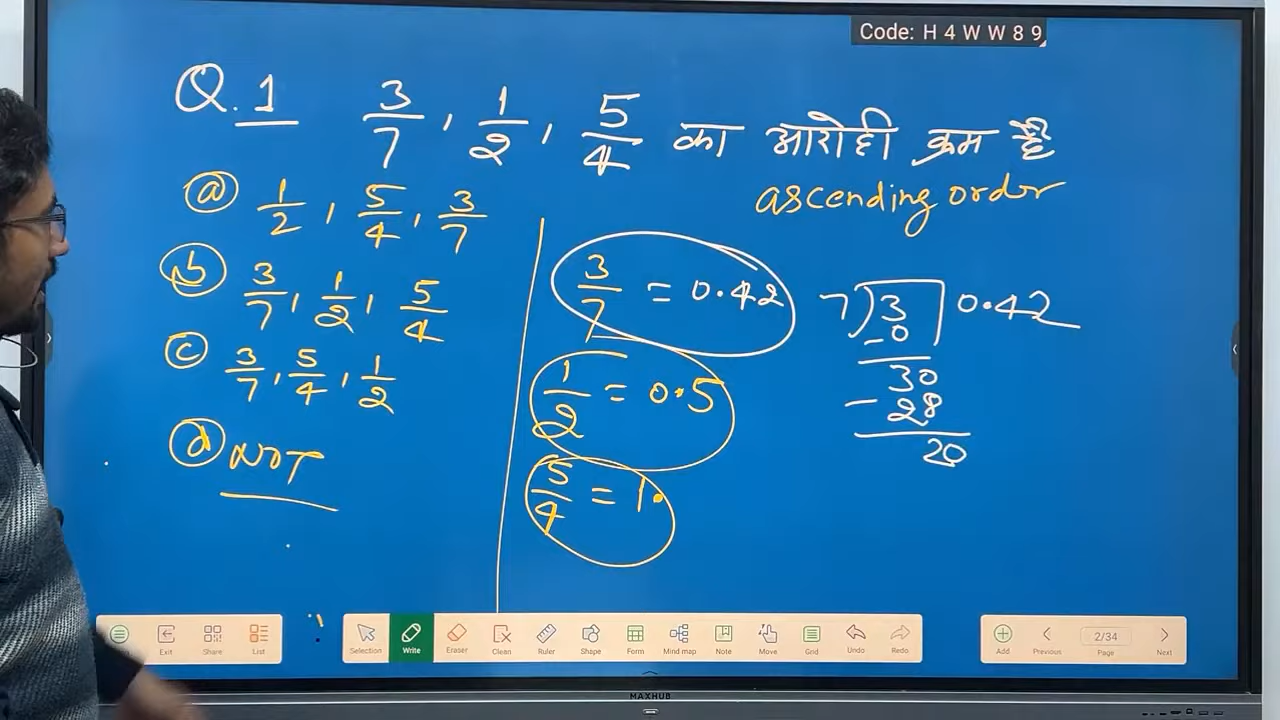 Code: H4WW89
Q.1 3/7, 1/2, 5/4 का आरोही क्रम है
ascending order
(a) 1/2, 5/4, 3/7
(b) 3/7, 1/2, 5/4
(c) 3/7, 5/4, 1/2
(d) NOT
3/7 = 0.42
1/2 = 0.5
5/4 = 1.
7) 3 ( 0.42
-0
30
-28
20
Exit Share List Selection Write Eraser Clean Ruler Shape Form Mind map Note Move Grid Undo Redo Add Previous 2/34 Page Next
MAXHUB